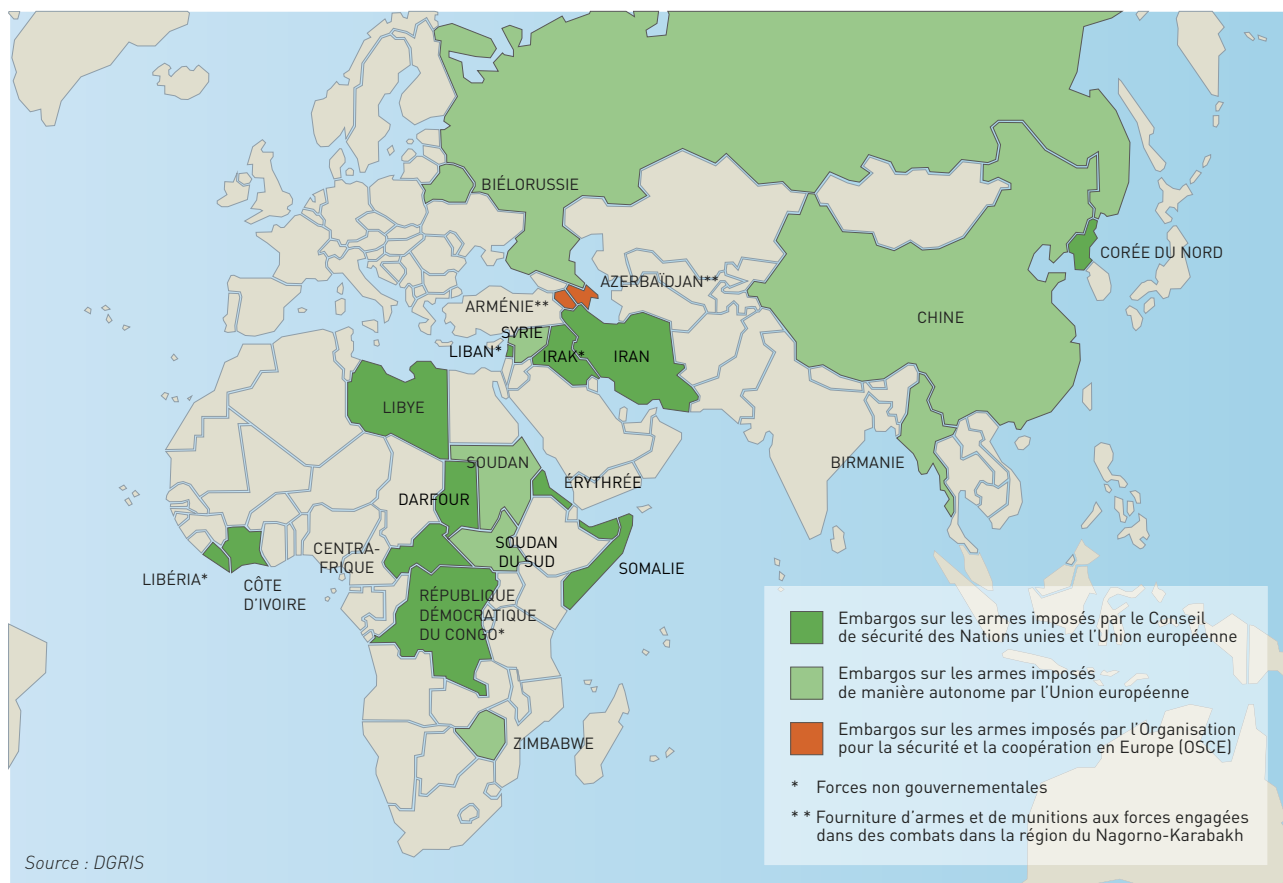 BIÉLORUSSIE
CORÉE DU NORD
AZERBAÏDJAN**
ARMÉNIE**
CHINE
SYRIE
LIBAN*
IRAK*
IRAN
LIBYE
BIRMANIE
SOUDAN
ÉRYTHRÉE
DARFOUR
CENTRA-
FRIQUE
SOUDAN
DU SUD
SOMALIE
LIBÉRIA*
CÔTE
D'IVOIRE
RÉPUBLIQUE
DÉMOCRATIQUE
DU CONGO*
ZIMBABWE
Embargos sur les armes imposés par le Conseil
de sécurité des Nations unies et l'Union européenne
Embargos sur les armes imposés
de manière autonome par l'Union européenne
Embargos sur les armes imposés par l'Organisation
pour la sécurité et la coopération en Europe (OSCE)
* Forces non gouvernementales
* * Fourniture d'armes et de munitions aux forces engagées
dans des combats dans la région du Nagorno-Karabakh
Source : DGRIS